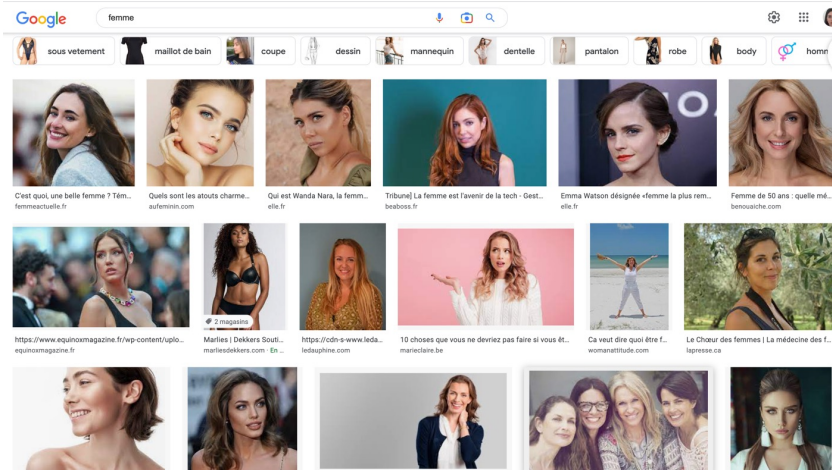 Google
femme
sous vetement
maillot de bain
coupe
dessin
mannequin
dentelle
pantalon
robe
body
homm
C'est quoi, une belle femme ? Tém...
femmeactuelle.fr
Quels sont les atouts charme...
aufeminin.com
Qui est Wanda Nara, la femm...
elle.fr
Tribune] La femme est l'avenir de la tech - Gest...
beaboss.fr
Emma Watson désignée «femme la plus rem...
elle.fr
Femme de 50 ans : quelle mé...
benouaiche.com
2 magasins
https://www.equinoxmagazine.fr/wp-content/uplo...
equinoxmagazine.fr
Marlies | Dekkers Souti...
marliesdekkers.com · En ...
https://cdn-s-www.leda...
ledauphine.com
10 choses que vous ne devriez pas faire si vous êt...
marieclaire.be
Ca veut dire quoi être f...
womanattitude.com
Le Chœur des femmes | La médecine des f...
lapresse.ca